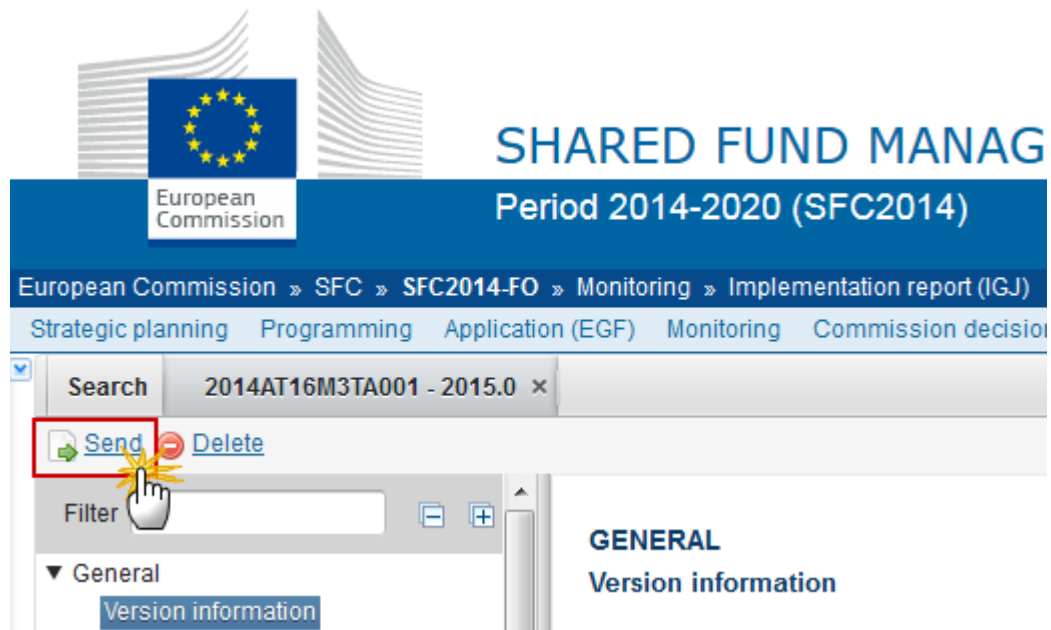 SHARED FUND MANAG
European
Commission
Period 2014-2020 (SFC2014)
European Commission » SFC » SFC2014-FO » Monitoring » Implementation report (IGJ)
Strategic planning Programming Application (EGF) Monitoring Commission decision
Search 2014AT16M3TA001 - 2015.0 ×
Send Delete
Filter
GENERAL
▼ General
Version information
Version information